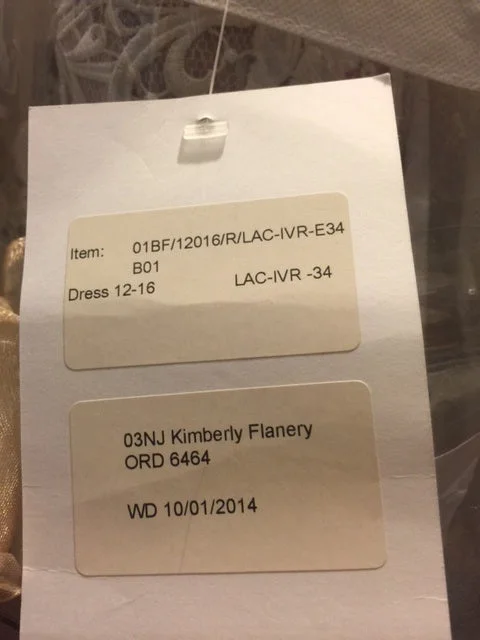 Item: 01BF/12016/R/LAC-IVR-E34
B01
Dress 12-16 LAC-IVR -34
03NJ Kimberly Flanery
ORD 6464
WD 10/01/2014